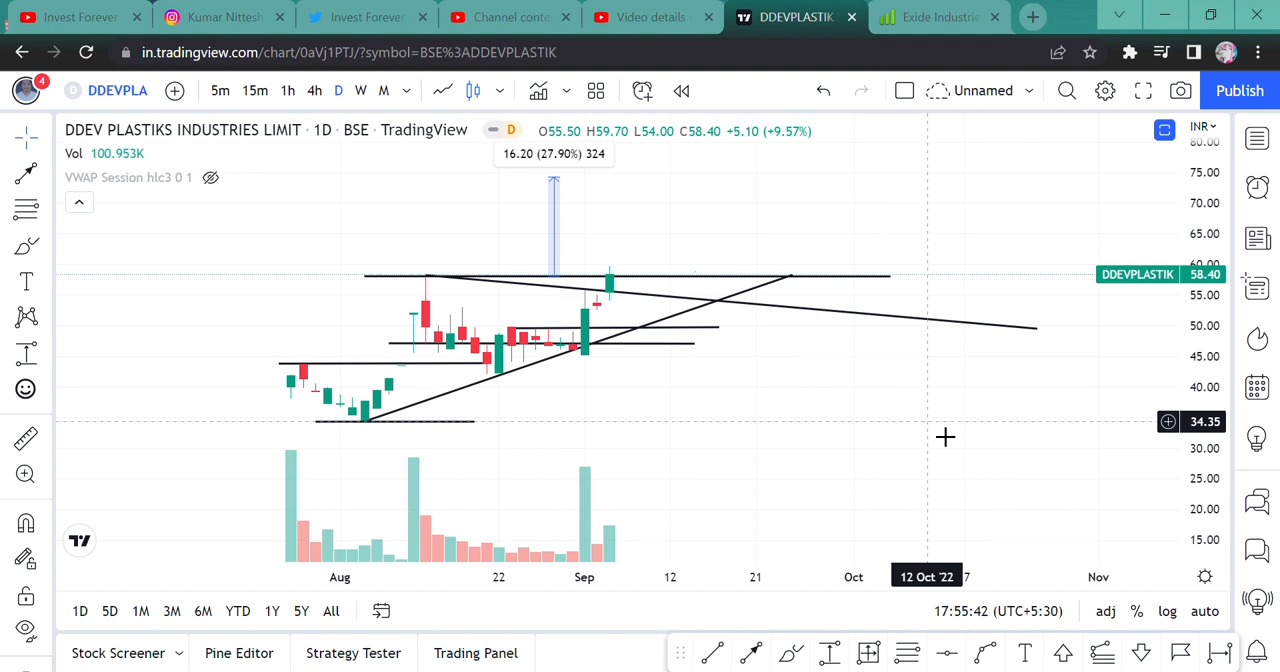 Invest Forever
Kumar Nittesh
Invest Forever
Channel conte
Video details -
DDEVPLASTIK
Exide Industrie
in.tradingview.com/chart/0aVj1PTJ/?symbol=BSE%3ADDEVPLASTIK
4
D DDEVPLA 5m 15m 1h 4h D W M Unnamed Publish
DDEV PLASTIKS INDUSTRIES LIMIT · 1D · BSE · TradingView D O55.50 H59.70 L54.00 C58.40 +5.10 (+9.57%) INR
Vol 100.953K
16.20 (27.90%) 324
VWAP Session hlc3 0 1
80.00
75.00
70.00
65.00
60.00
DDEVPLASTIK 58.40
55.00
50.00
45.00
40.00
34.35
30.00
25.00
20.00
15.00
Aug 22 Sep 12 21 Oct 12 Oct '22 7 Nov
1D 5D 1M 3M 6M YTD 1Y 5Y All 17:55:42 (UTC+5:30) adj % log auto
Stock Screener Pine Editor Strategy Tester Trading Panel